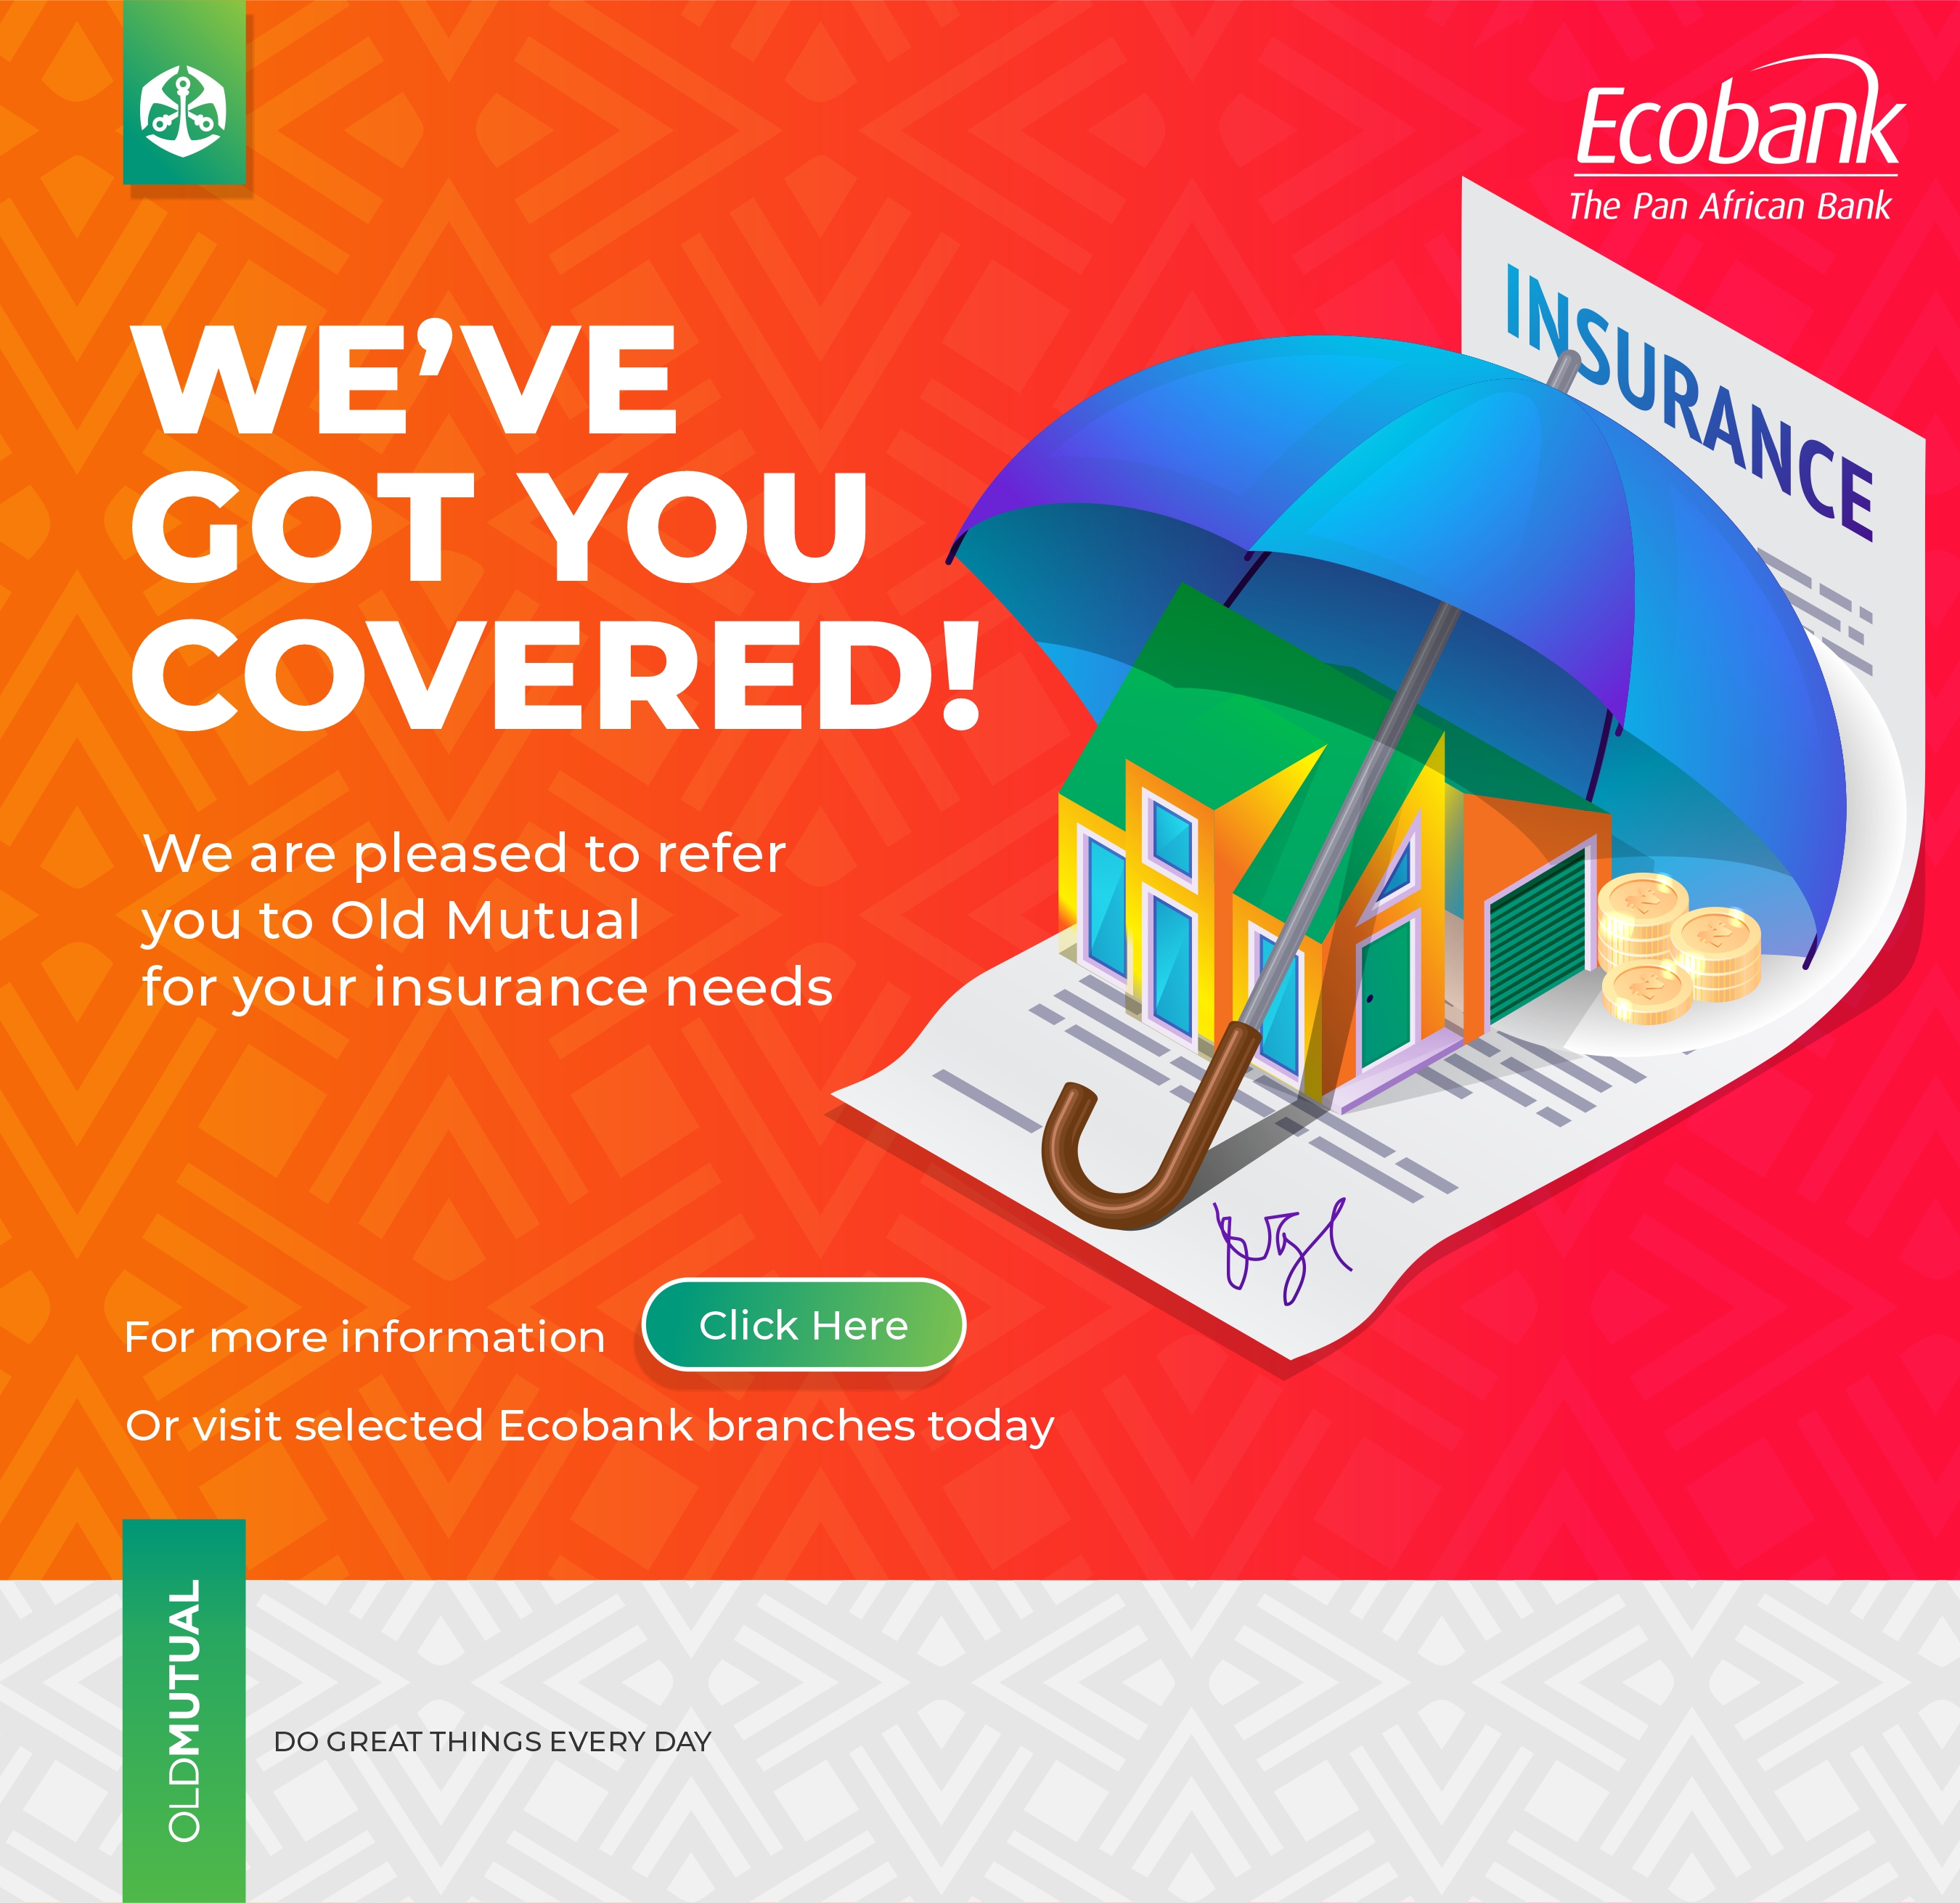 Ecobank
The Pan African Bank
INSURANCE
WE’VE
GOT YOU
COVERED!
We are pleased to refer
you to Old Mutual
for your insurance needs
For more information
Click Here
Or visit selected Ecobank branches today
OLDMUTUAL
DO GREAT THINGS EVERY DAY